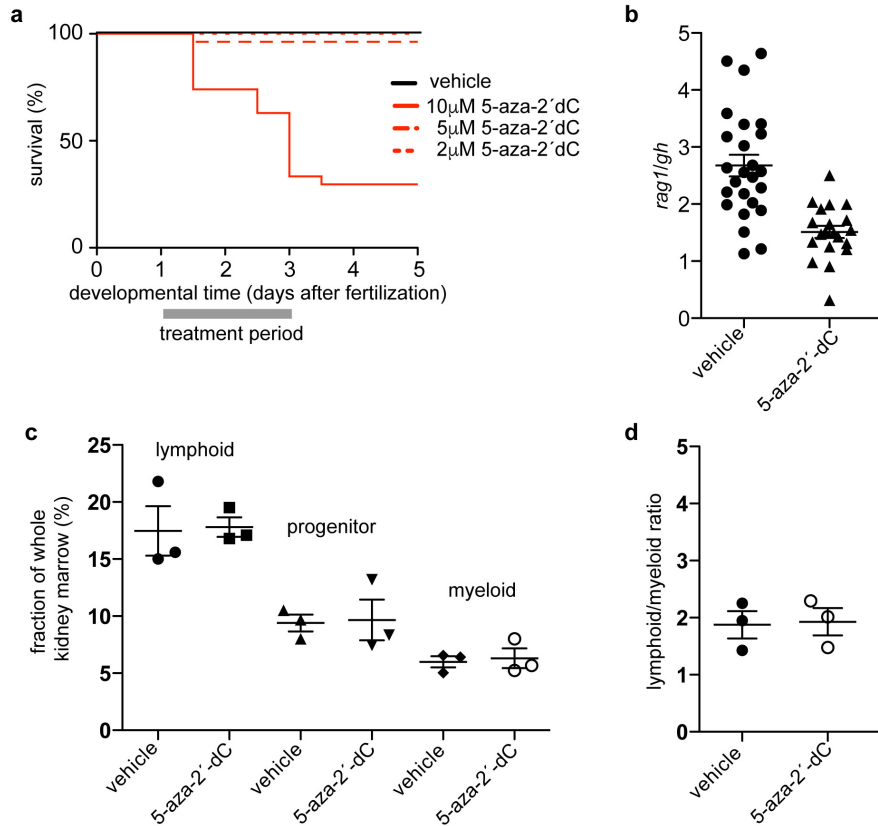 a
survival (%)
100
50
0
0 1 2 3 4 5
developmental time (days after fertilization)
treatment period
vehicle
10μM 5-aza-2´dC
5μM 5-aza-2´dC
2μM 5-aza-2´dC
b
rag1/gh
5
4
3
2
1
0
vehicle
5-aza-2´-dC
c
fraction of whole
kidney marrow (%)
25
20
15
10
5
0
lymphoid
progenitor
myeloid
vehicle
5-aza-2´-dC
vehicle
5-aza-2´-dC
vehicle
5-aza-2´-dC
d
lymphoid/myeloid ratio
5
4
3
2
1
0
vehicle
5-aza-2´-dC